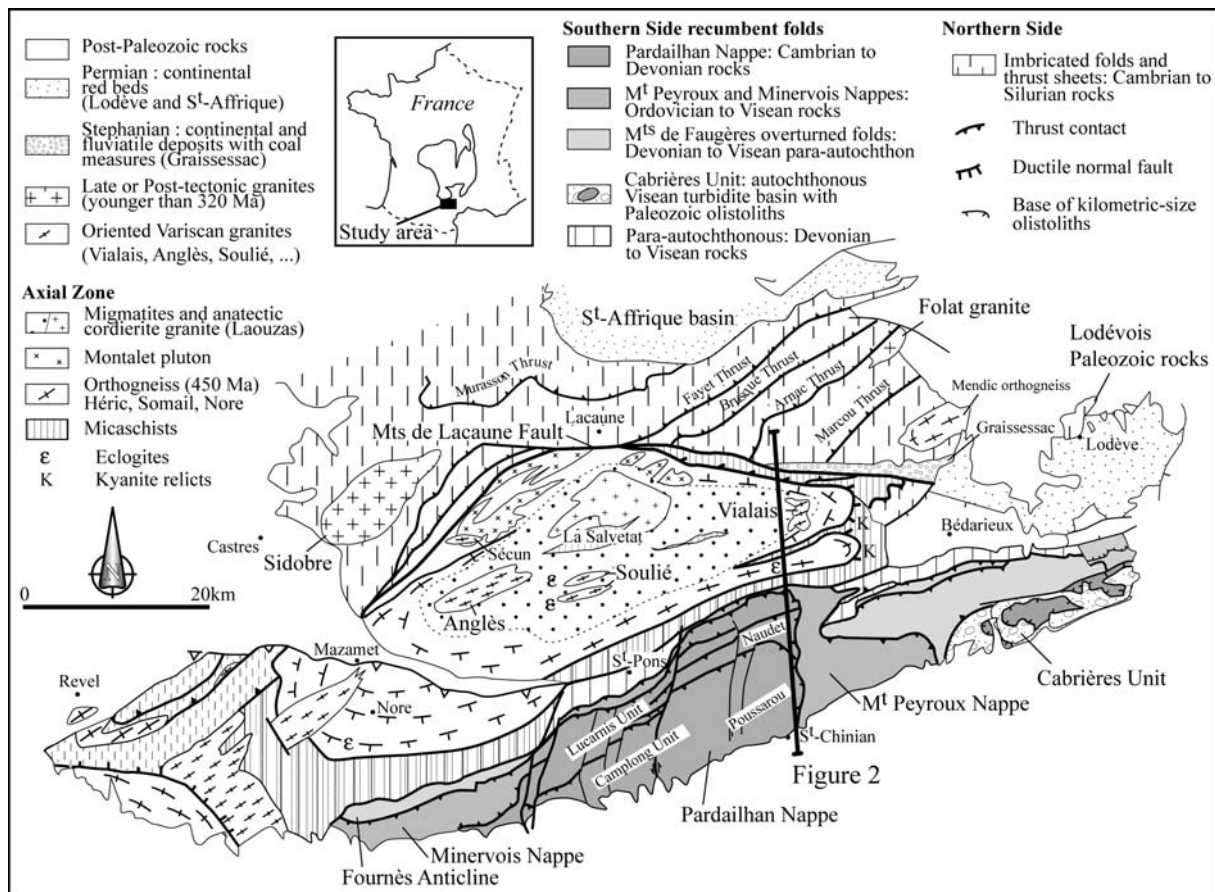 Post-Paleozoic rocks
Permian : continental
red beds
(Lodève and St-Affrique)
Stephanian : continental and
fluviatile deposits with coal
measures (Graissessac)
Late or Post-tectonic granites
(younger than 320 Ma)
Oriented Variscan granites
(Vialais, Anglès, Soulié, ...)
Axial Zone
Migmatites and anatectic
cordierite granite (Laouzas)
Montalet pluton
Orthogneiss (450 Ma)
Héric, Somail, Nore
Micaschists
ε Eclogites
K Kyanite relicts
France
Study area
Southern Side recumbent folds
Pardailhan Nappe: Cambrian to
Devonian rocks
Mt Peyroux and Minervois Nappes:
Ordovician to Visean rocks
Mts de Faugères overturned folds:
Devonian to Visean para-autochthon
Cabrières Unit: autochthonous
Visean turbidite basin with
Paleozoic olistoliths
Para-autochthonous: Devonian
to Visean rocks
Northern Side
Imbricated folds and
thrust sheets: Cambrian to
Silurian rocks
Thrust contact
Ductile normal fault
Base of kilometric-size
olistoliths
N
0 20km
St-Affrique basin
Folat granite
Lodévois
Paleozoic rocks
Murasson Thrust
Fayet Thrust
Brusque Thrust
Arnac Thrust
Marcou Thrust
Mendic orthogneiss
Graissessac
Lodève
Lacaune
Mts de Lacaune Fault
Vialais
K
Bédarieux
Castres
Sidobre
La Salvetat
Sécun
K
ε
Soulié
ε
ε
Anglès
Mazamet
St-Pons
Naudet
Revel
Nore
ε
Lucarnis Unit
Camplong Unit
Poussarou
Cabrières Unit
Mt Peyroux Nappe
St-Chinian
Figure 2
Pardailhan Nappe
Minervois Nappe
Fournès Anticline